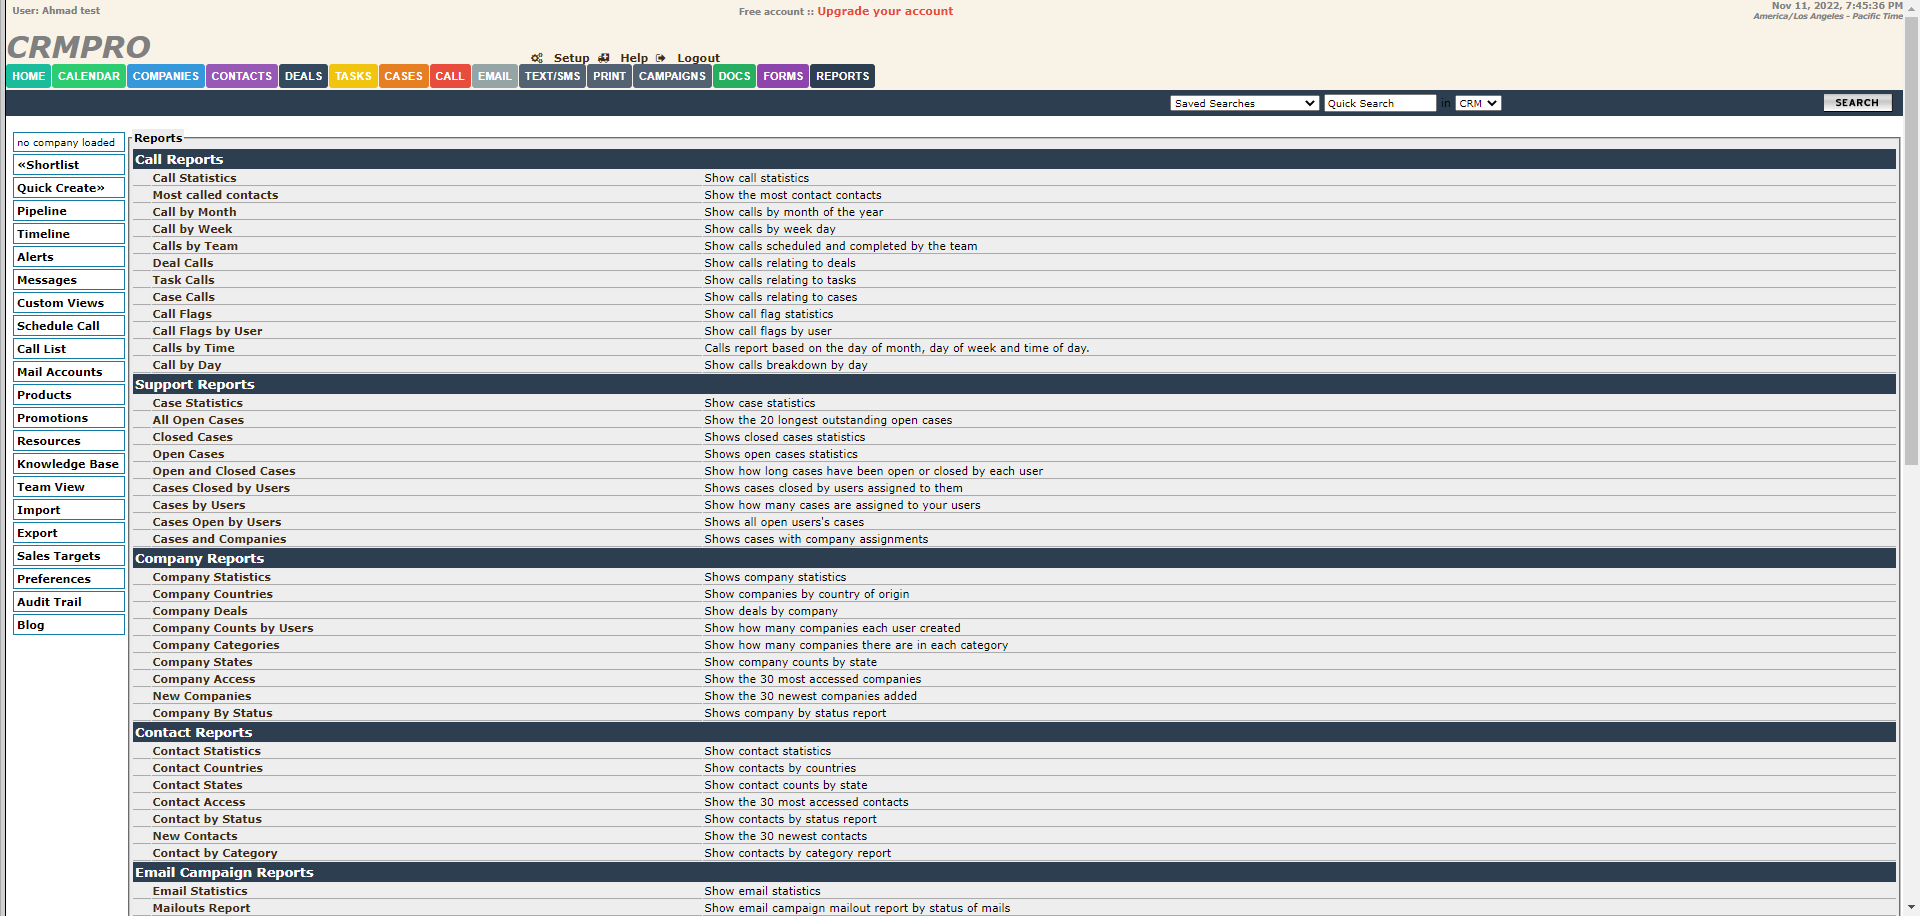 User: Ahmad test
Free account :: Upgrade your account
Nov 11, 2022, 7:45:36 PM
America/Los Angeles - Pacific Time
CRMPRO
Setup Help Logout
HOME CALENDAR COMPANIES CONTACTS DEALS TASKS CASES CALL EMAIL TEXT/SMS PRINT CAMPAIGNS DOCS FORMS REPORTS
Saved Searches Quick Search in CRM SEARCH
no company loaded
«Shortlist
Quick Create»
Pipeline
Timeline
Alerts
Messages
Custom Views
Schedule Call
Call List
Mail Accounts
Products
Promotions
Resources
Knowledge Base
Team View
Import
Export
Sales Targets
Preferences
Audit Trail
Blog
Reports
Call Reports
Call Statistics Show call statistics
Most called contacts Show the most contact contacts
Call by Month Show calls by month of the year
Call by Week Show calls by week day
Calls by Team Show calls scheduled and completed by the team
Deal Calls Show calls relating to deals
Task Calls Show calls relating to tasks
Case Calls Show calls relating to cases
Call Flags Show call flag statistics
Call Flags by User Show call flags by user
Calls by Time Calls report based on the day of month, day of week and time of day.
Call by Day Show calls breakdown by day
Support Reports
Case Statistics Show case statistics
All Open Cases Show the 20 longest outstanding open cases
Closed Cases Shows closed cases statistics
Open Cases Shows open cases statistics
Open and Closed Cases Show how long cases have been open or closed by each user
Cases Closed by Users Shows cases closed by users assigned to them
Cases by Users Show how many cases are assigned to your users
Cases Open by Users Shows all open users's cases
Cases and Companies Shows cases with company assignments
Company Reports
Company Statistics Shows company statistics
Company Countries Show companies by country of origin
Company Deals Show deals by company
Company Counts by Users Show how many companies each user created
Company Categories Show how many companies there are in each category
Company States Show company counts by state
Company Access Show the 30 most accessed companies
New Companies Show the 30 newest companies added
Company By Status Shows company by status report
Contact Reports
Contact Statistics Show contact statistics
Contact Countries Show contacts by countries
Contact States Show contact counts by state
Contact Access Show the 30 most accessed contacts
Contact by Status Show contacts by status report
New Contacts Show the 30 newest contacts
Contact by Category Show contacts by category report
Email Campaign Reports
Email Statistics Show email statistics
Mailouts Report Show email campaign mailout report by status of mails